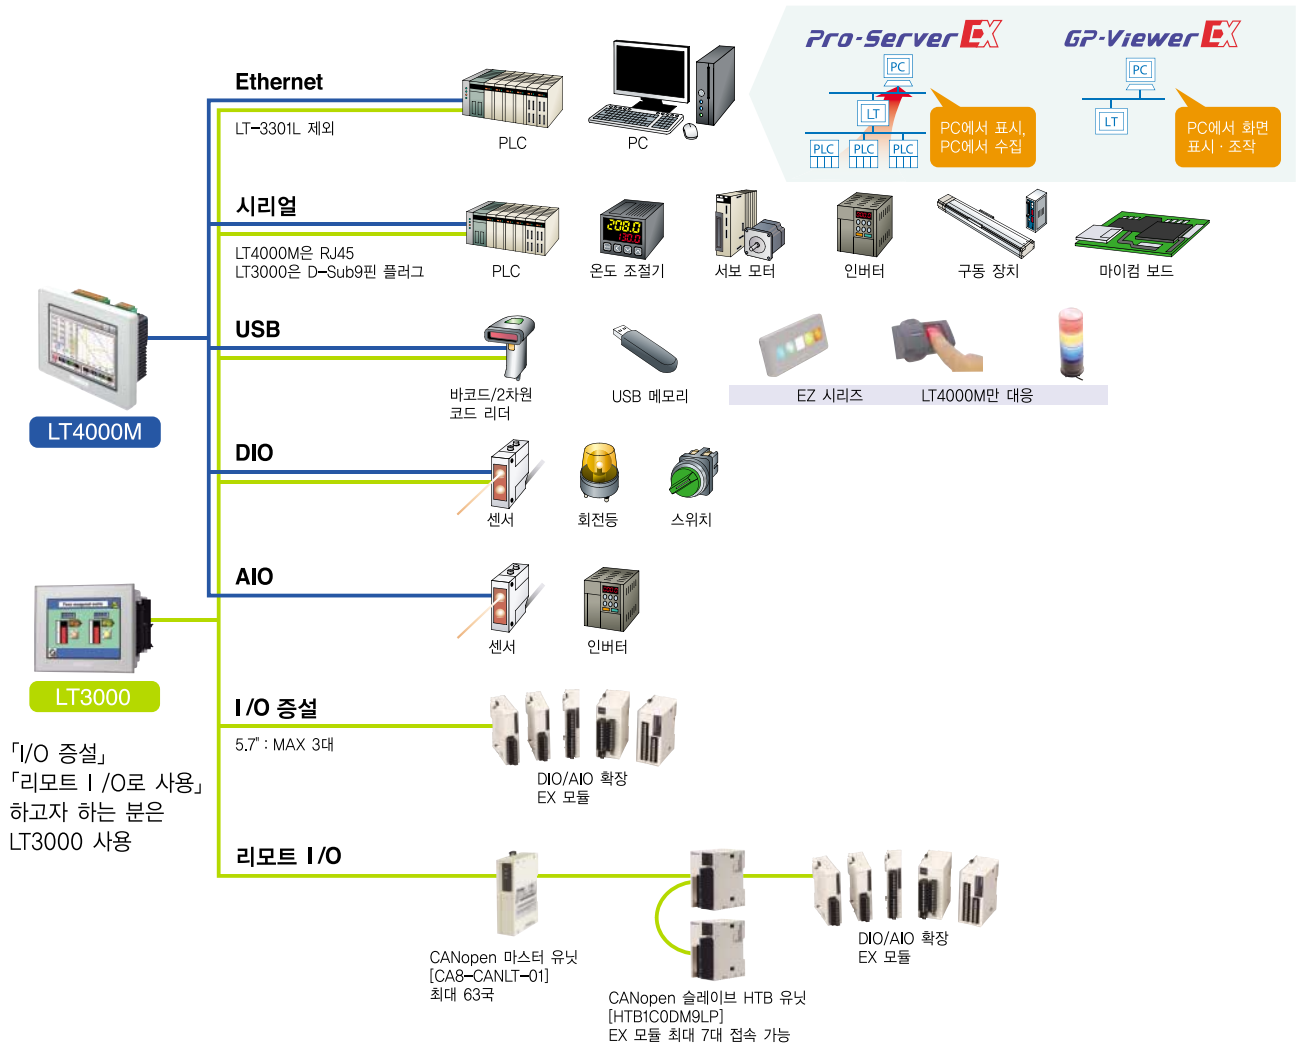 Pro-Server EX
GP-Viewer EX
PC
LT
PLC
PLC
PLC
PC에서 표시,
PC에서 수집
PC
LT
PC에서 화면
표시 · 조작
Ethernet
LT-3301L 제외
PLC
PC
시리얼
LT4000M은 RJ45
LT3000은 D-Sub9핀 플러그
PLC
온도 조절기
서보 모터
인버터
구동 장치
마이컴 보드
USB
바코드/2차원
코드 리더
USB 메모리
EZ 시리즈
LT4000M만 대응
LT4000M
DIO
센서
회전등
스위치
AIO
센서
인버터
LT3000
「I/O 증설」
「리모트 I /O로 사용」
하고자 하는 분은
LT3000 사용
I /O 증설
5.7" : MAX 3대
DIO/AIO 확장
EX 모듈
리모트 I /O
CANopen 마스터 유닛
[CA8-CANLT-01]
최대 63국
CANopen 슬레이브 HTB 유닛
[HTB1C0DM9LP]
EX 모듈 최대 7대 접속 가능
DIO/AIO 확장
EX 모듈